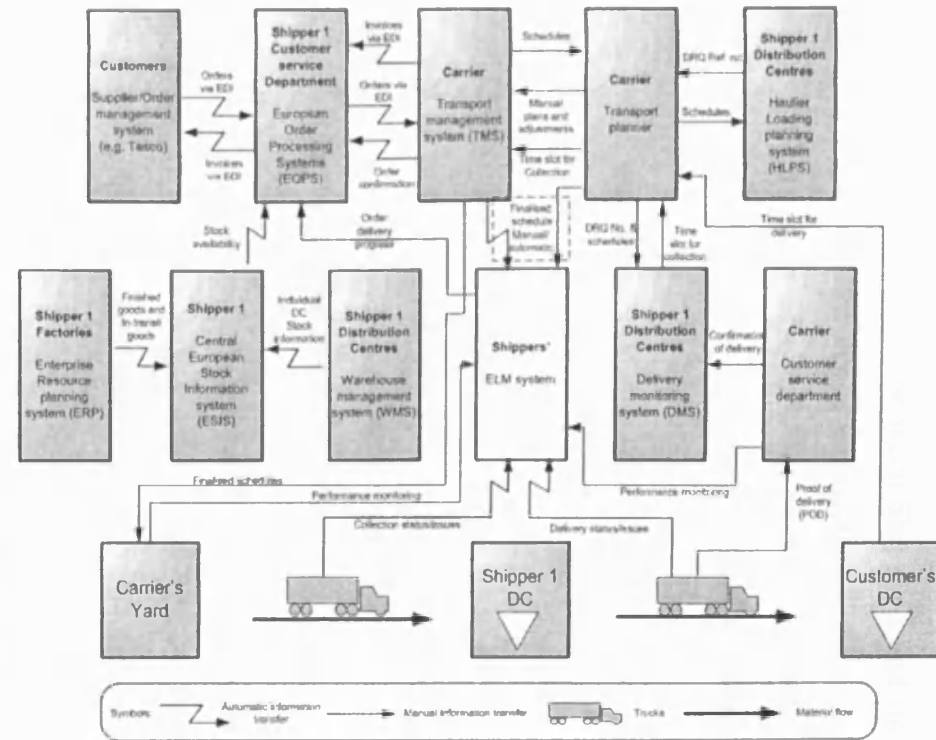 Customers
Supplier/Order
management
system
(e.g. Tesco)
Orders
via EDI
Invoices
via EDI
Shipper 1
Customer
service
Department
European
Order
Processing
Systems
(EOPS)
Invoices
via EDI
Orders via
EDI
Order
confirmation
Carrier
Transport
management
system (TMS)
Schedules
Manual
plans and
adjustments
Time slot for
Collection
Carrier
Transport
planner
DRQ Ref. no.
Schedules
Shipper 1
Distribution
Centres
Haulier
Loading
planning
system
(HLPS)
Stock
availability
Order
delivery
progress
Finalised
schedule
Manual/
automatic
DRQ No. &
schedules
Time
slot for
collection
Time slot for
delivery
Shipper 1
Factories
Enterprise
Resource
planning
system (ERP)
Finished
goods and
In-transit
goods
Shipper 1
Central
European
Stock
Information
system
(ESIS)
Individual
DC
Stock
information
Shipper 1
Distribution
Centres
Warehouse
management
system (WMS)
Shippers'
ELM system
Shipper 1
Distribution
Centres
Delivery
monitoring
system (DMS)
Confirmation
of delivery
Carrier
Customer
service
department
Finalised schedules
Performance monitoring
Collection status/issues
Delivery status/issues
Performance monitoring
Proof of
delivery
(POD)
Carrier's
Yard
Shipper 1
DC
Customer's
DC
Symbols:
Automatic information
transfer
Manual information transfer
Trucks
Material flow